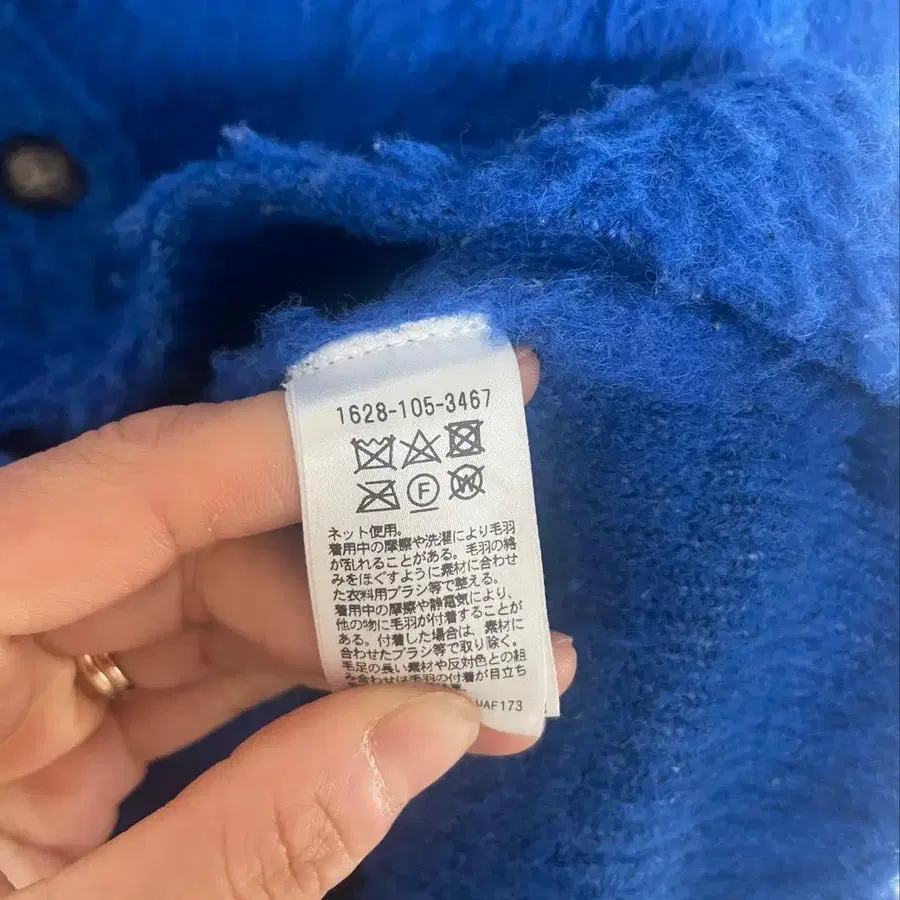 1628-105-3467
F
W
ネット使用。
着用中の摩擦や洗濯により毛羽
が乱れることがある。毛羽の絡
みをほぐすように素材に合わせ
た衣料用ブラシ等で整える。
着用中の摩擦や静電気により、
他の物に毛羽が付着することが
ある。付着した場合は、素材に
合わせたブラシ等で取り除く。
毛足の長い素材や反対色との組
み合わせは毛羽の付着が目立ち
AF173